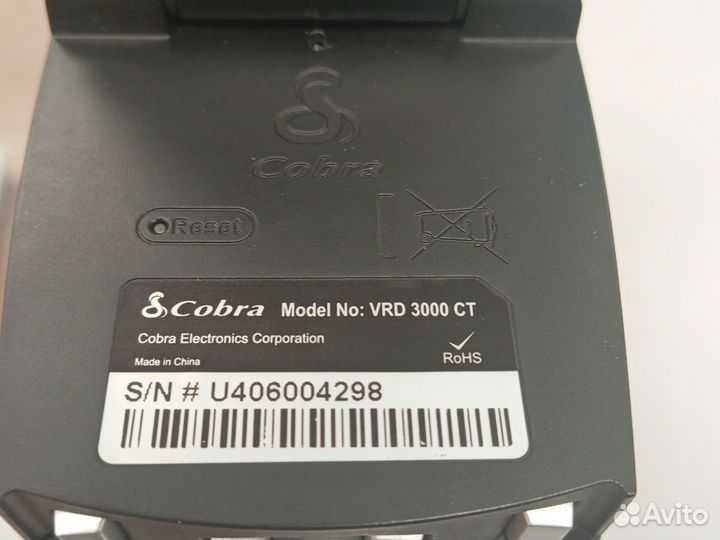 Cobra
Reset
Cobra Model No: VRD 3000 CT
Cobra Electronics Corporation
Made in China
RoHS
S/N # U406004298
Avito